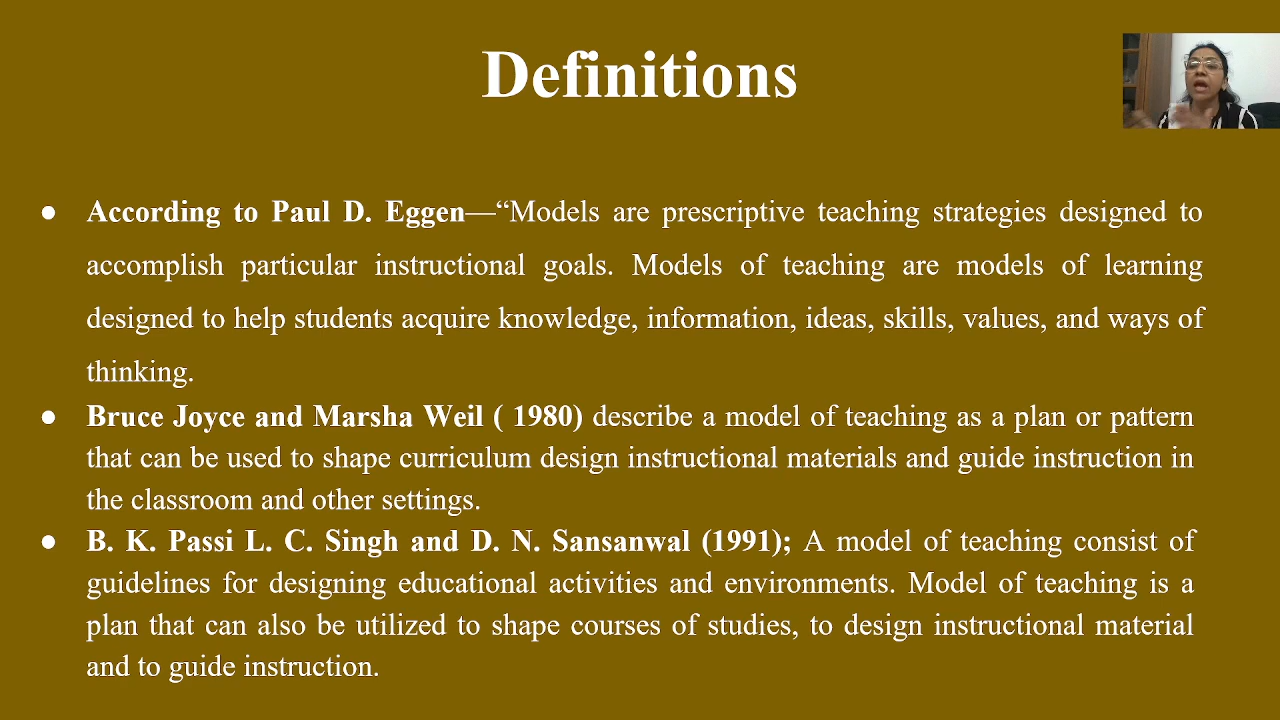 Definitions
● According to Paul D. Eggen—“Models are prescriptive teaching strategies designed to
accomplish particular instructional goals. Models of teaching are models of learning
designed to help students acquire knowledge, information, ideas, skills, values, and ways of
thinking.
● Bruce Joyce and Marsha Weil ( 1980) describe a model of teaching as a plan or pattern
that can be used to shape curriculum design instructional materials and guide instruction in
the classroom and other settings.
● B. K. Passi L. C. Singh and D. N. Sansanwal (1991); A model of teaching consist of
guidelines for designing educational activities and environments. Model of teaching is a
plan that can also be utilized to shape courses of studies, to design instructional material
and to guide instruction.